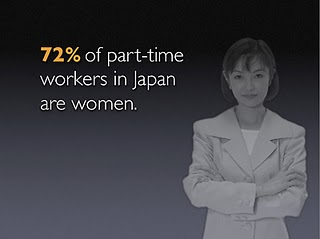 72% of part-time
workers in Japan
are women.